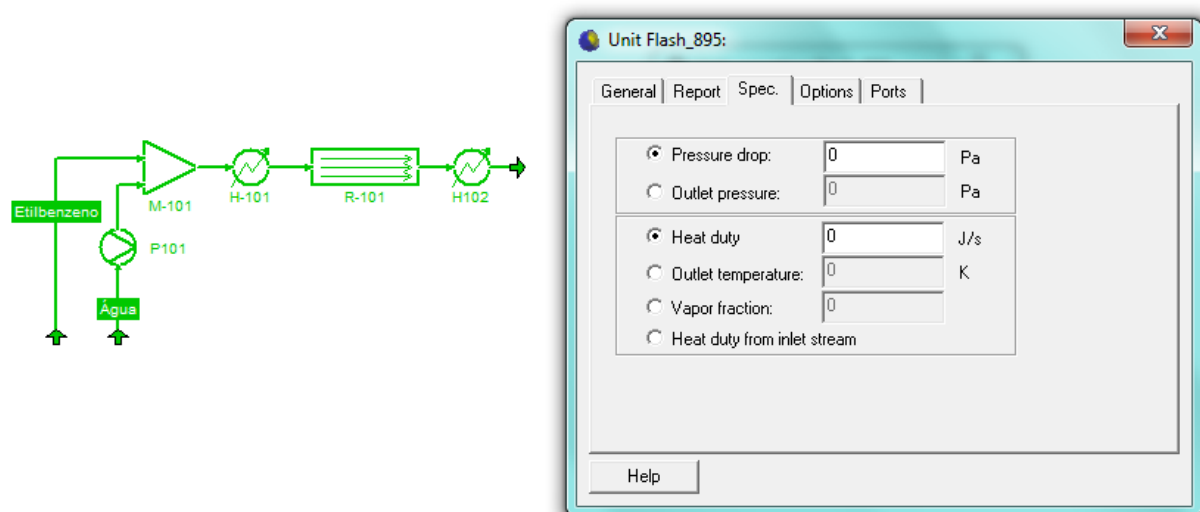 Etilbenzeno
M-101
H-101
R-101
H102
P101
Água
Unit Flash_895:
X
General Report Spec. Options Ports
Pressure drop: 0 Pa
Outlet pressure: 0 Pa
Heat duty 0 J/s
Outlet temperature: 0 K
Vapor fraction: 0
Heat duty from inlet stream
Help